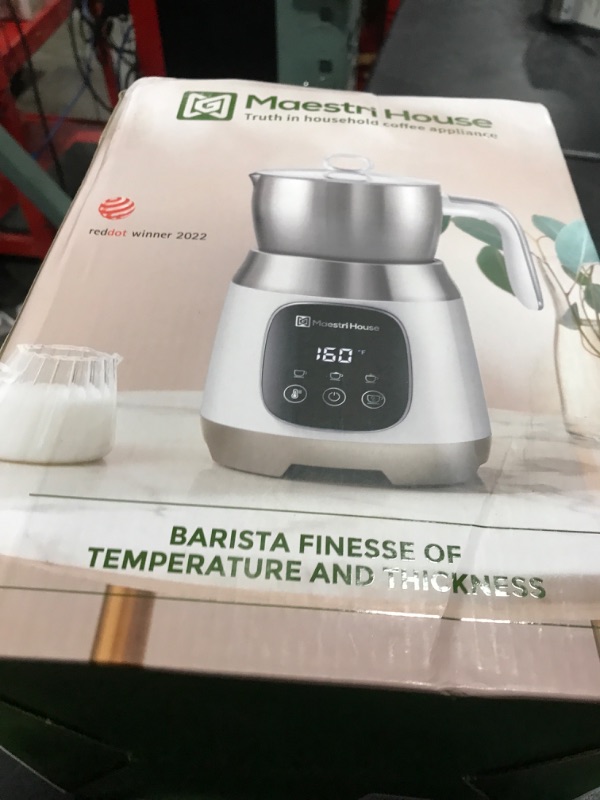 Maestri House
Truth in household coffee appliance
reddot winner 2022
Maestri House
160 °F
BARISTA FINESSE OF
TEMPERATURE AND THICKNESS